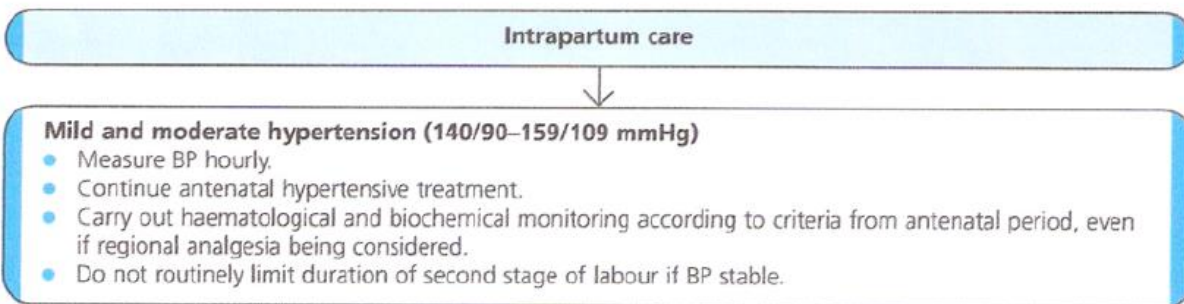 Intrapartum care
Mild and moderate hypertension (140/90–159/109 mmHg)
• Measure BP hourly.
• Continue antenatal hypertensive treatment.
• Carry out haematological and biochemical monitoring according to criteria from antenatal period, even
if regional analgesia being considered.
• Do not routinely limit duration of second stage of labour if BP stable.